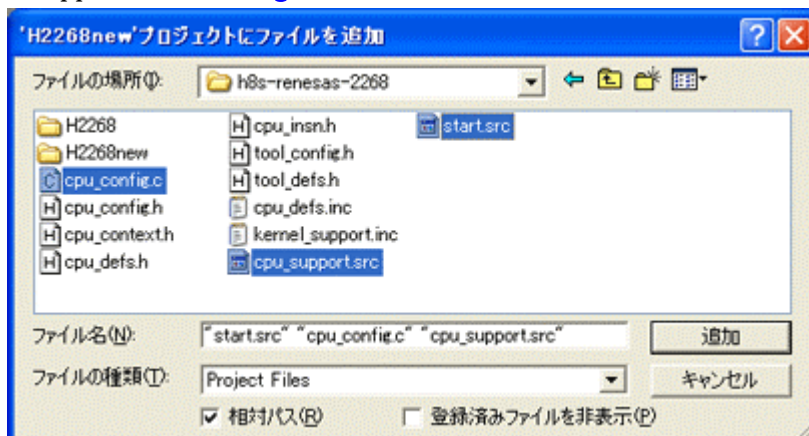 'H2268new'プロジェクトにファイルを追加
ファイルの場所(I):
h8s-renesas-2268
H2268
H2268new
cpu_config.c
cpu_config.h
cpu_context.h
cpu_defs.h
cpu_insn.h
tool_config.h
tool_defs.h
cpu_defs.inc
kernel_support.inc
cpu_support.src
start.src
ファイル名(N):
"start.src" "cpu_config.c" "cpu_support.src"
追加
ファイルの種類(T):
Project Files
キャンセル
相対パス(R)
登録済みファイルを非表示(P)